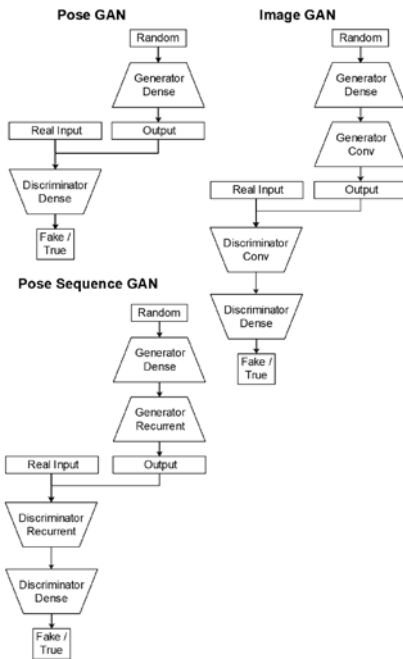 Pose GAN
Random
Generator
Dense
Real Input
Output
Discriminator
Dense
Fake /
True
Image GAN
Random
Generator
Dense
Generator
Conv
Real Input
Output
Discriminator
Conv
Discriminator
Dense
Fake /
True
Pose Sequence GAN
Random
Generator
Dense
Generator
Recurrent
Real Input
Output
Discriminator
Recurrent
Discriminator
Dense
Fake /
True